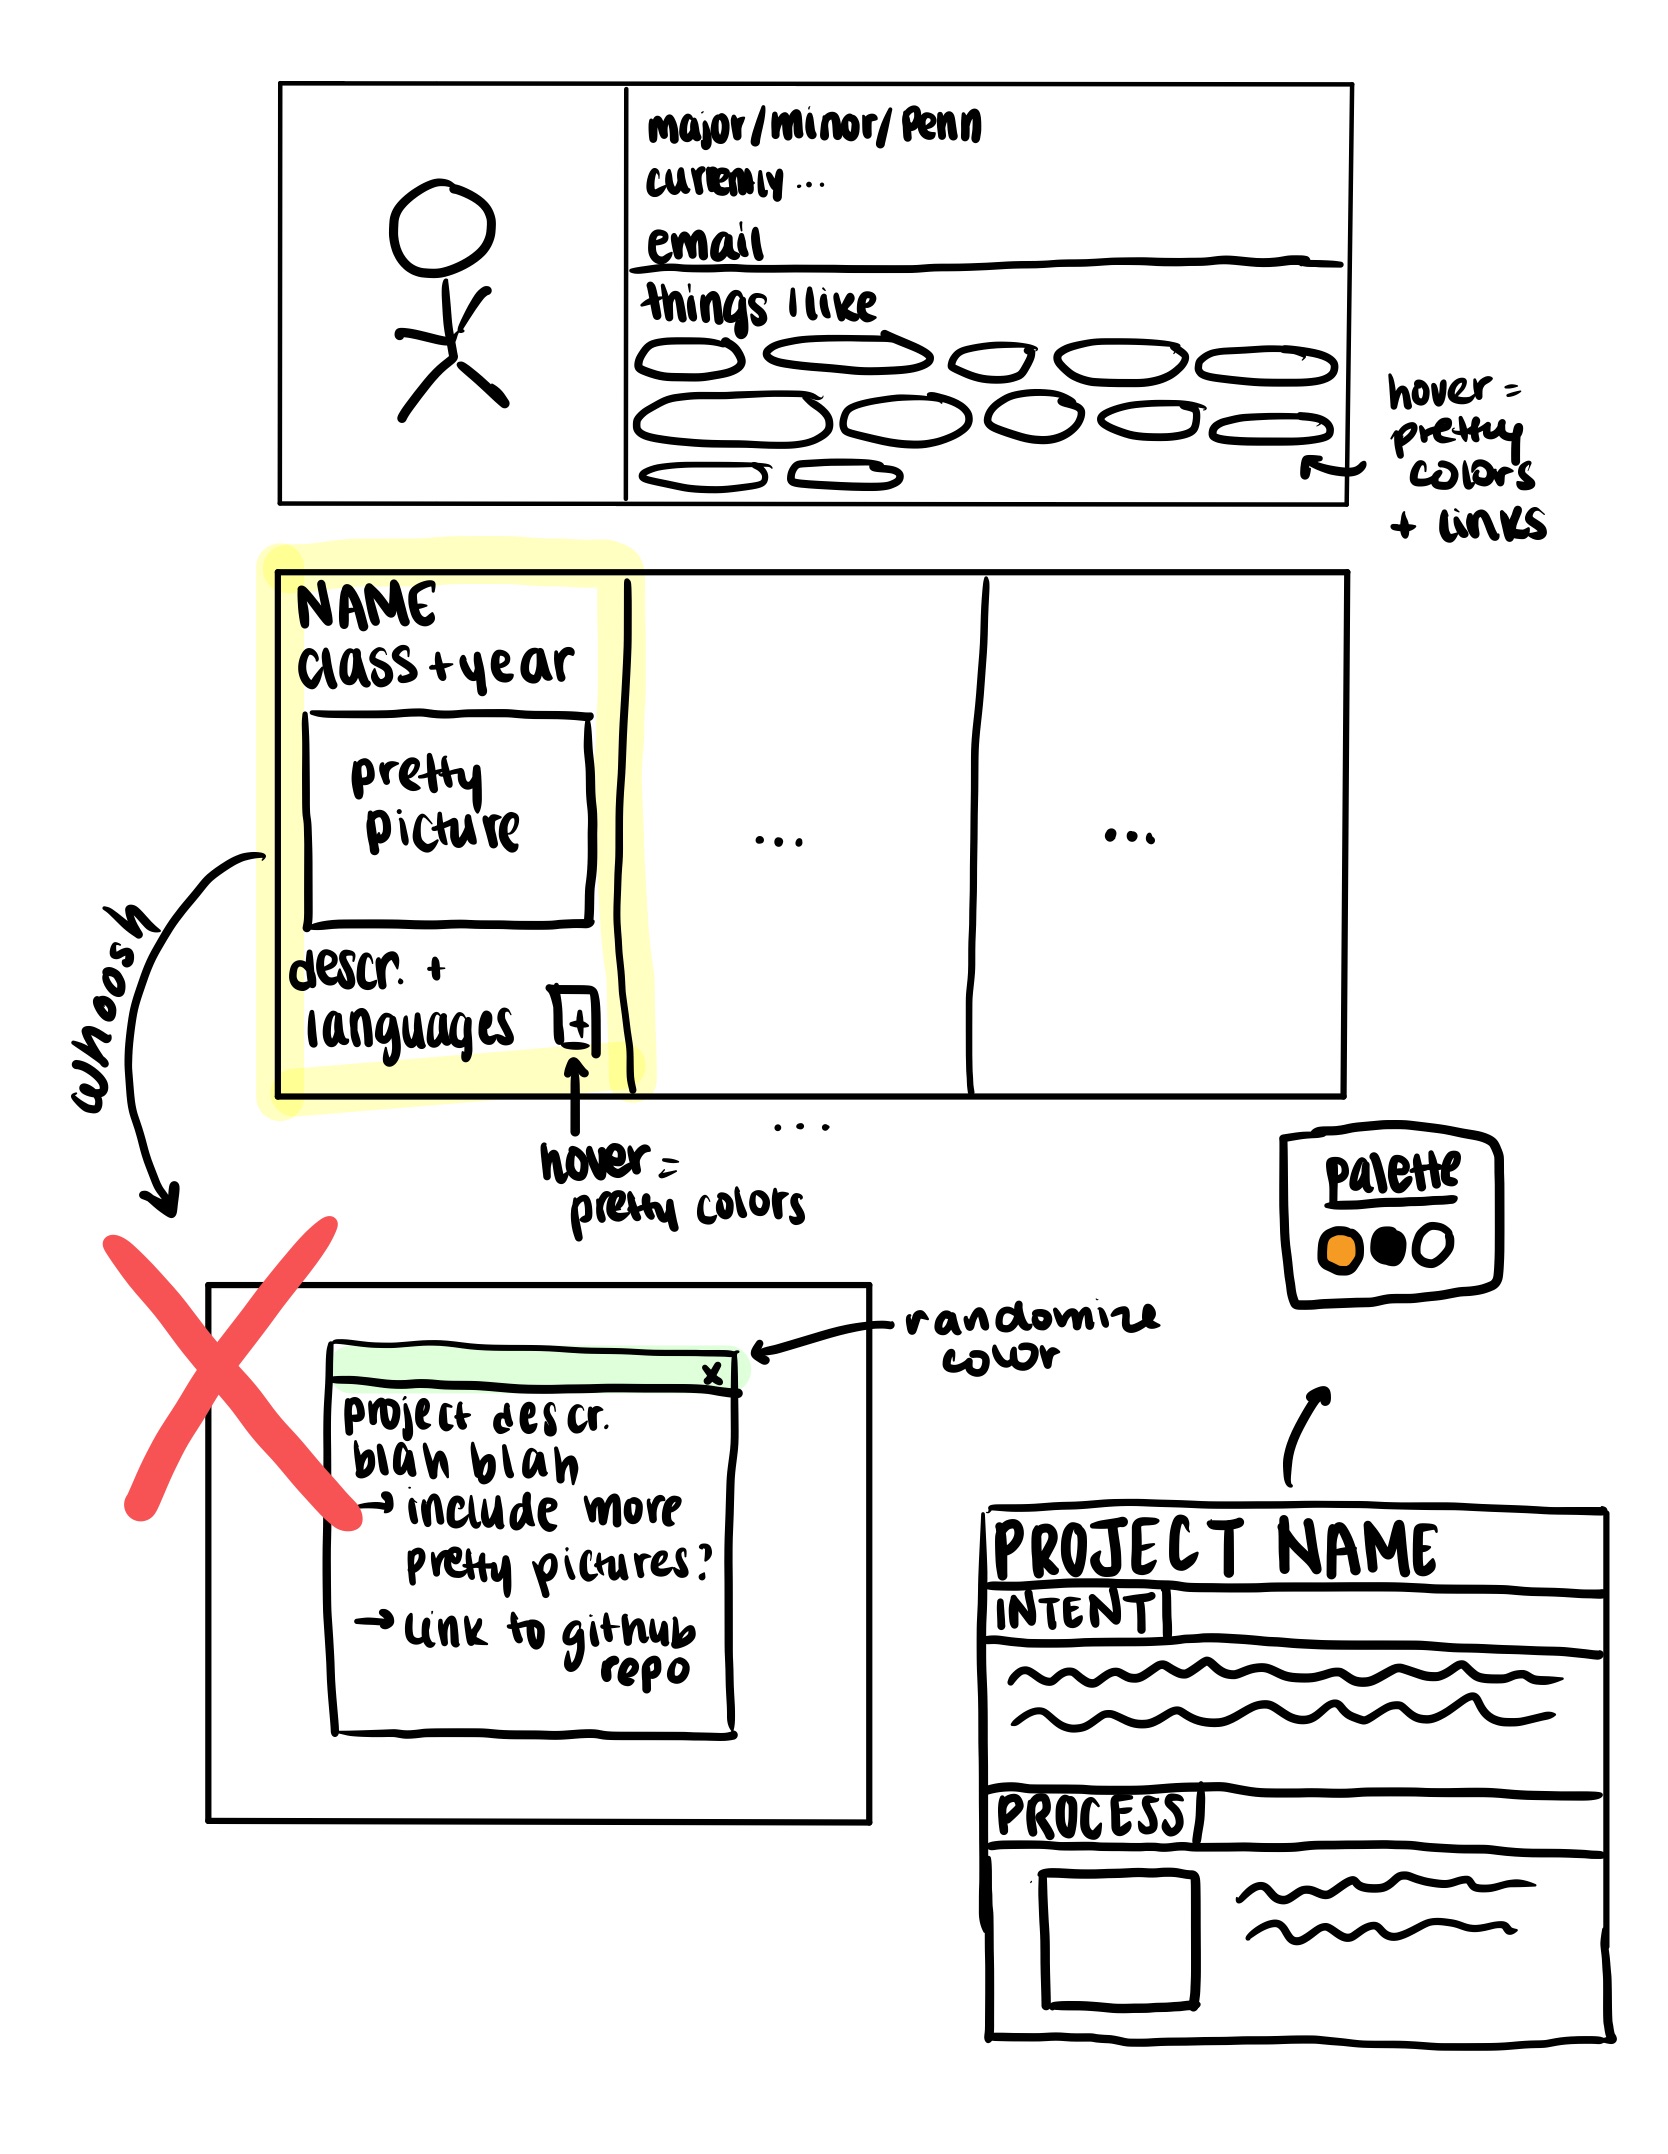 major/minor/Penn
currently...
email
things I like
hover =
pretty
colors
+ links
NAME
class + year
pretty
picture
descr. +
languages
+
...
...
...
whoosh
hover =
pretty colors
palette
randomize
color
x
project descr.
blah blah
→ include more
pretty pictures?
→ link to github
repo
PROJECT NAME
INTENT
PROCESS